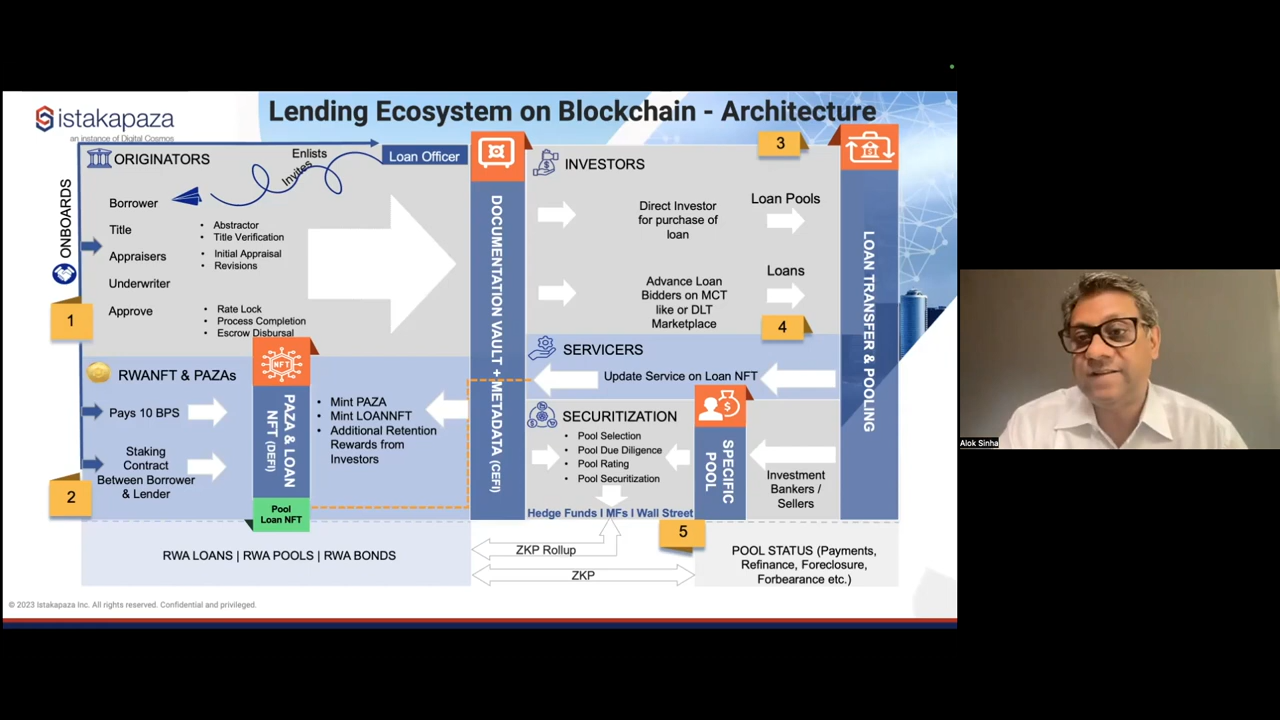 Lending Ecosystem on Blockchain - Architecture
istakapaza
an instance of Digital Cosmos
ONBOARDS
ORIGINATORS
Enlists
Invites
Loan Officer
Borrower
Title
• Abstractor
• Title Verification
Appraisers
• Initial Appraisal
• Revisions
Underwriter
Approve
• Rate Lock
• Process Completion
• Escrow Disbursal
1
RWANFT & PAZAs
Pays 10 BPS
Staking
Contract
Between Borrower
& Lender
2
NFT
PAZA & LOAN
NFT (DEFI)
Pool
Loan NFT
• Mint PAZA
• Mint LOANNFT
• Additional Retention
Rewards from
Investors
DOCUMENTATION VAULT + METADATA (CEFI)
INVESTORS
3
Direct Investor
for purchase of
loan
Loan Pools
Advance Loan
Bidders on MCT
like or DLT
Marketplace
Loans
4
LOAN TRANSFER & POOLING
SERVICERS
Update Service on Loan NFT
SECURITIZATION
• Pool Selection
• Pool Due Diligence
• Pool Rating
• Pool Securitization
SPECIFIC
POOL
Investment
Bankers /
Sellers
Hedge Funds I MFs I Wall Street
5
RWA LOANS | RWA POOLS | RWA BONDS
ZKP Rollup
ZKP
POOL STATUS (Payments,
Refinance, Foreclosure,
Forbearance etc.)
© 2023 Istakapaza Inc. All rights reserved. Confidential and privileged.
Alok Sinha